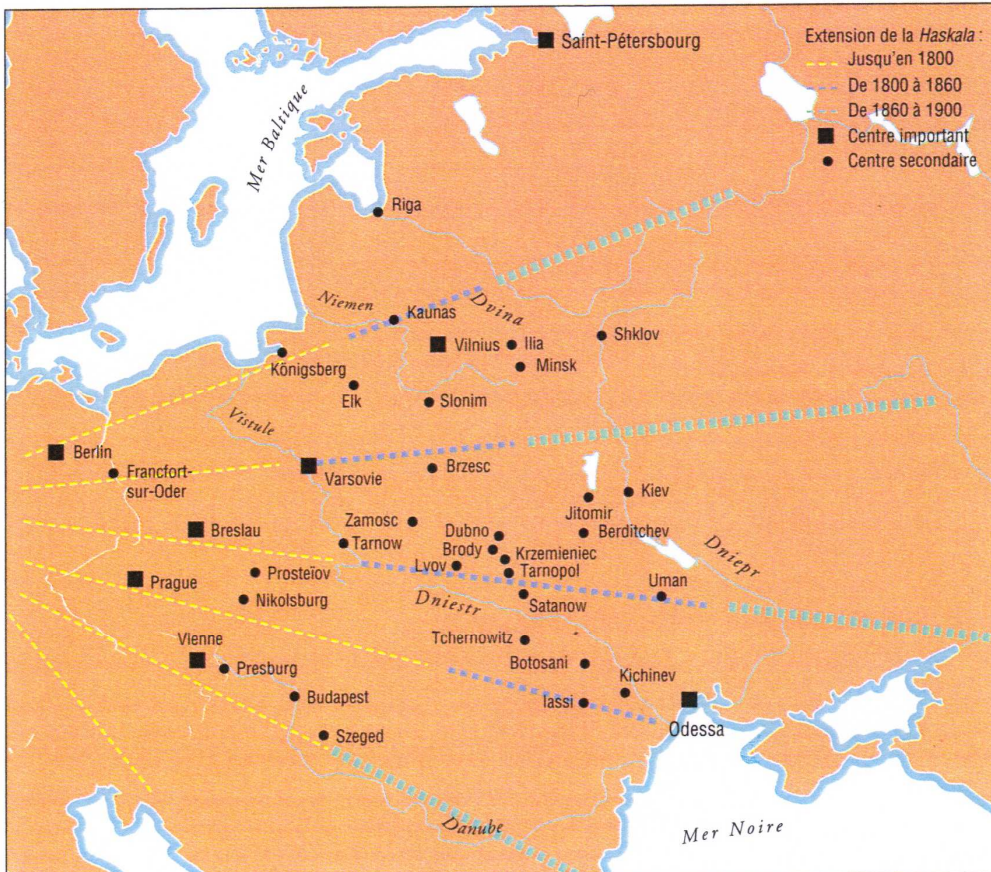 Saint-Pétersbourg
Extension de la Haskala :
Jusqu'en 1800
De 1800 à 1860
De 1860 à 1900
Centre important
Centre secondaire
Mer Baltique
Riga
Niemen
Kaunas
Dvina
Vilnius
Ilia
Shklov
Königsberg
Minsk
Elk
Slonim
Vistule
Berlin
Francfort-
sur-Oder
Varsovie
Brzesc
Kiev
Jitomir
Breslau
Zamosc
Dubno
Berditchev
Tarnow
Brody
Krzemieniec
Dniepr
Lvov
Tarnopol
Prague
Prosteïov
Nikolsburg
Dniestr
Satanow
Uman
Vienne
Tchernowitz
Presburg
Botosani
Kichinev
Budapest
Iassi
Odessa
Szeged
Danube
Mer Noire